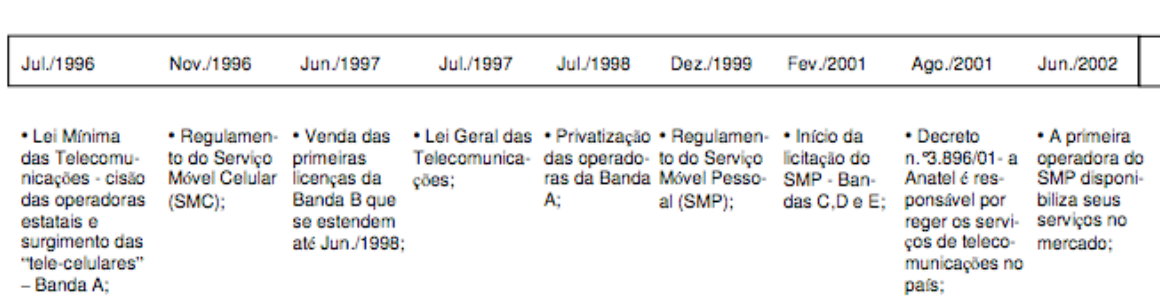 Jul./1996 Nov./1996 Jun./1997 Jul./1997 Jul./1998 Dez./1999 Fev./2001 Ago./2001 Jun./2002
• Lei Mínima
das Telecomu-
nicações - cisão
das operadoras
estatais e
surgimento das
“tele-celulares”
– Banda A;
• Regulamen-
to do Serviço
Móvel Celular
(SMC);
• Venda das
primeiras
licenças da
Banda B que
se estendem
até Jun./1998;
• Lei Geral das
Telecomunica-
ções;
• Privatização
das operado-
ras da Banda
A;
• Regulamen-
to do Serviço
Móvel Pesso-
al (SMP);
• Início da
licitação do
SMP - Ban-
das C,D e E;
• Decreto
n.º3.896/01- a
Anatel é res-
ponsável por
reger os servi-
ços de teleco-
municações no
país;
• A primeira
operadora do
SMP disponi-
biliza seus
serviços no
mercado;